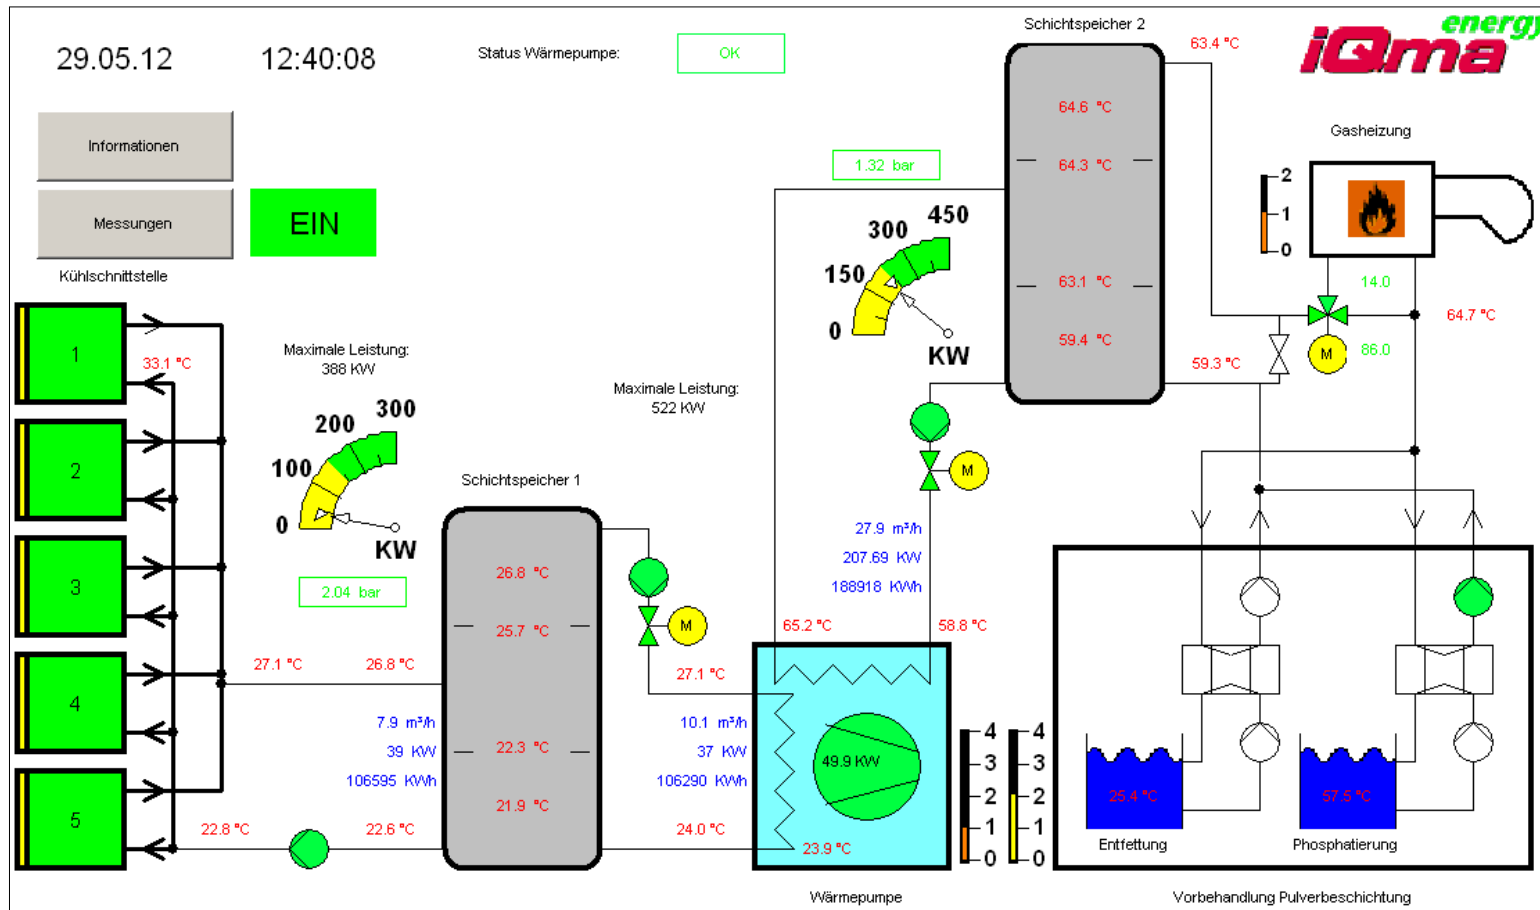 29.05.12
12:40:08
Status Wärmepumpe:
OK
Schichtspeicher 2
63.4 °C
energy
iQma
Informationen
Messungen
EIN
Kühlschnittstelle
64.6 °C
64.3 °C
63.1 °C
59.4 °C
1.32 bar
450
300
150
0
KW
Gasheizung
2
1
0
14.0
86.0
M
64.7 °C
59.3 °C
1
2
3
4
5
33.1 °C
Maximale Leistung:
388 KW
300
200
100
0
KW
2.04 bar
Maximale Leistung:
522 KW
M
Schichtspeicher 1
26.8 °C
25.7 °C
22.3 °C
21.9 °C
27.1 °C
26.8 °C
7.9 m³/h
39 KW
106595 KWh
22.8 °C
22.6 °C
M
27.1 °C
10.1 m³/h
37 KW
106290 KWh
24.0 °C
27.9 m³/h
207.69 KW
188918 KWh
65.2 °C
58.8 °C
49.9 KW
23.9 °C
4
3
2
1
0
4
3
2
1
0
Wärmepumpe
25.4 °C
Entfettung
57.5 °C
Phosphatierung
Vorbehandlung Pulverbeschichtung